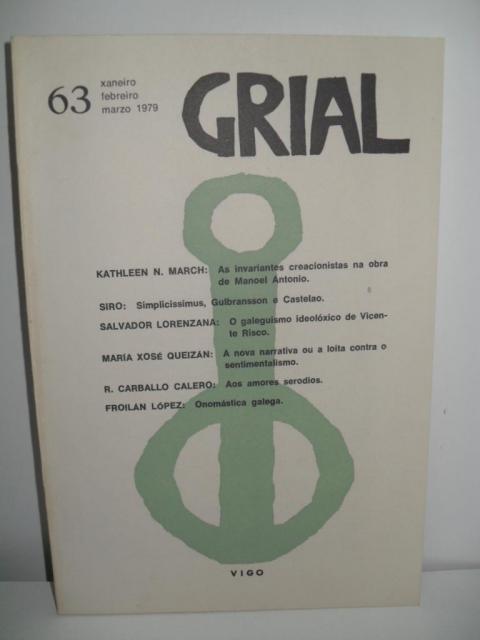 63
xaneiro
febreiro
marzo 1979
GRIAL
KATHLEEN N. MARCH: As invariantes creacionistas na obra
de Manoel Antonio.
SIRO: Simplicissimus, Gulbransson e Castelao.
SALVADOR LORENZANA: O galeguismo ideolóxico de Vicen-
te Risco.
MARÍA XOSÉ QUEIZÁN: A nova narrativa ou a loita contra o
sentimentalismo.
R. CARBALLO CALERO: Aos amores serodios.
FROILÁN LÓPEZ: Onomástica galega.
VIGO